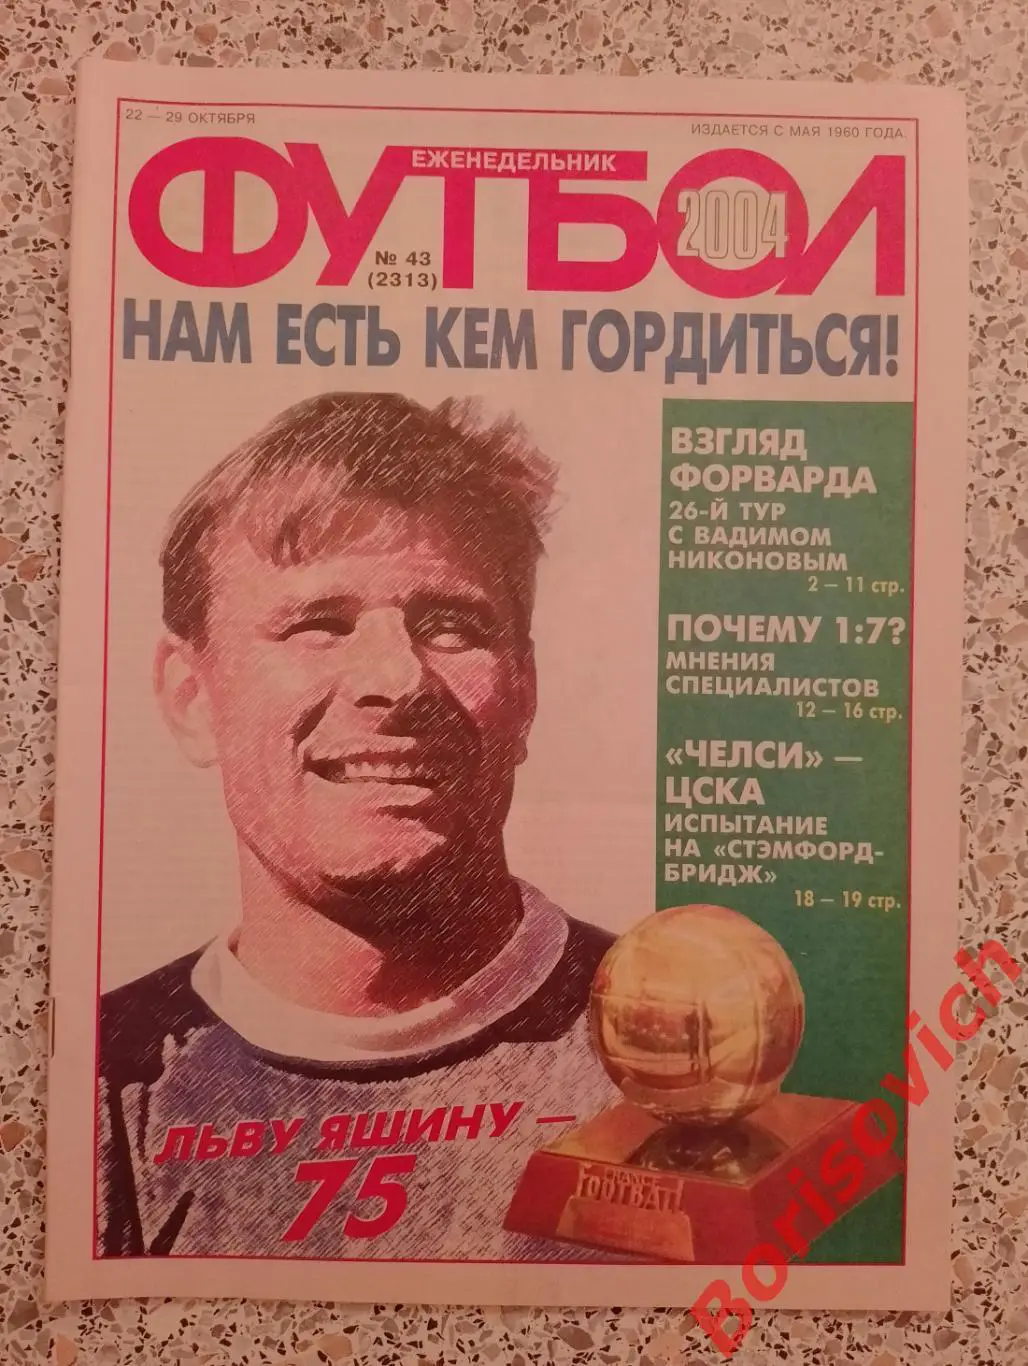 22 — 29 ОКТЯБРЯ
ИЗДАЕТСЯ С МАЯ 1960 ГОДА.
ЕЖЕНЕДЕЛЬНИК
ФУТБОЛ
2004
№ 43
(2313)
НАМ ЕСТЬ КЕМ ГОРДИТЬСЯ!
ВЗГЛЯД
ФОРВАРДА
26-Й ТУР
С ВАДИМОМ
НИКОНОВЫМ
2 – 11 стр.
ПОЧЕМУ 1:7?
МНЕНИЯ
СПЕЦИАЛИСТОВ
12 – 16 стр.
«ЧЕЛСИ» —
ЦСКА
ИСПЫТАНИЕ
НА «СТЭМФОРД-
БРИДЖ»
18 – 19 стр.
ЛЬВУ ЯШИНУ —
75
FRANCE
FOOTBALL
Borisovich